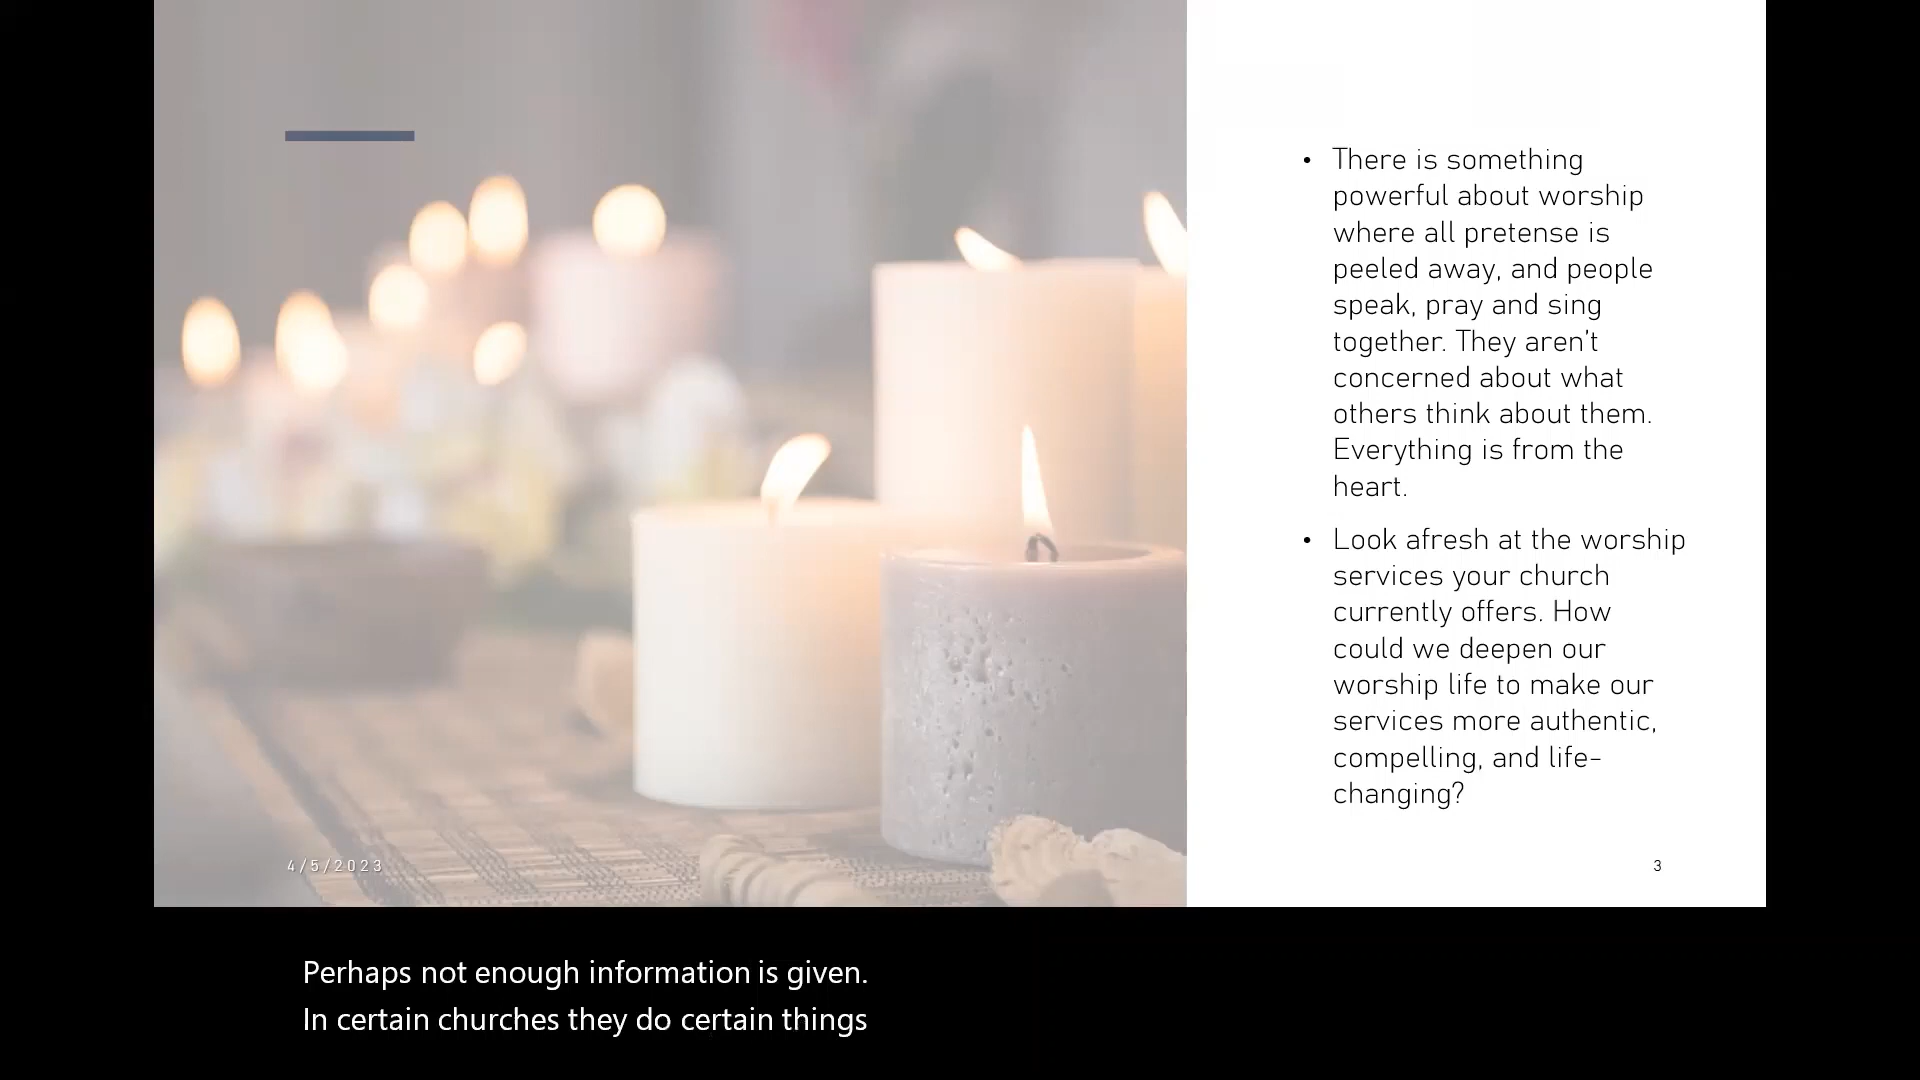 • There is something
powerful about worship
where all pretense is
peeled away, and people
speak, pray and sing
together. They aren’t
concerned about what
others think about them.
Everything is from the
heart.
• Look afresh at the worship
services your church
currently offers. How
could we deepen our
worship life to make our
services more authentic,
compelling, and life-
changing?
4/5/2023
3
Perhaps not enough information is given.
In certain churches they do certain things